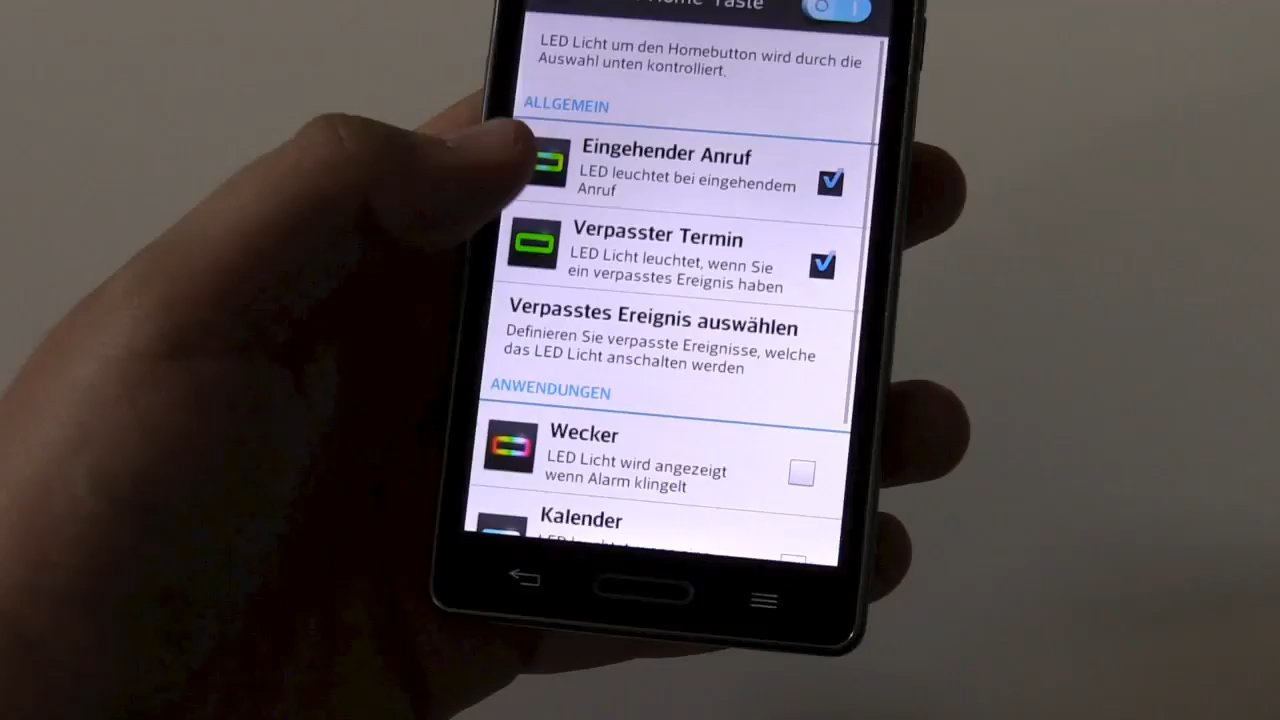 Home Taste
LED Licht um den Homebutton wird durch die
Auswahl unten kontrolliert.
ALLGEMEIN
Eingehender Anruf
LED leuchtet bei eingehendem
Anruf
Verpasster Termin
LED Licht leuchtet, wenn Sie
ein verpasstes Ereignis haben
Verpasstes Ereignis auswählen
Definieren Sie verpasste Ereignisse, welche
das LED Licht anschalten werden
ANWENDUNGEN
Wecker
LED Licht wird angezeigt
wenn Alarm klingelt
Kalender